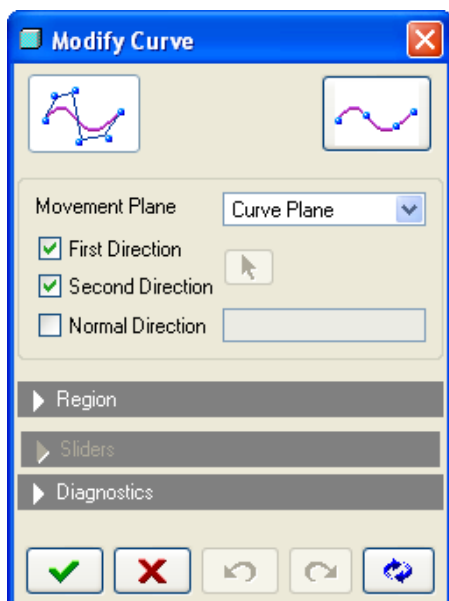 Modify Curve
Movement Plane Curve Plane
First Direction
Second Direction
Normal Direction
Region
Sliders
Diagnostics